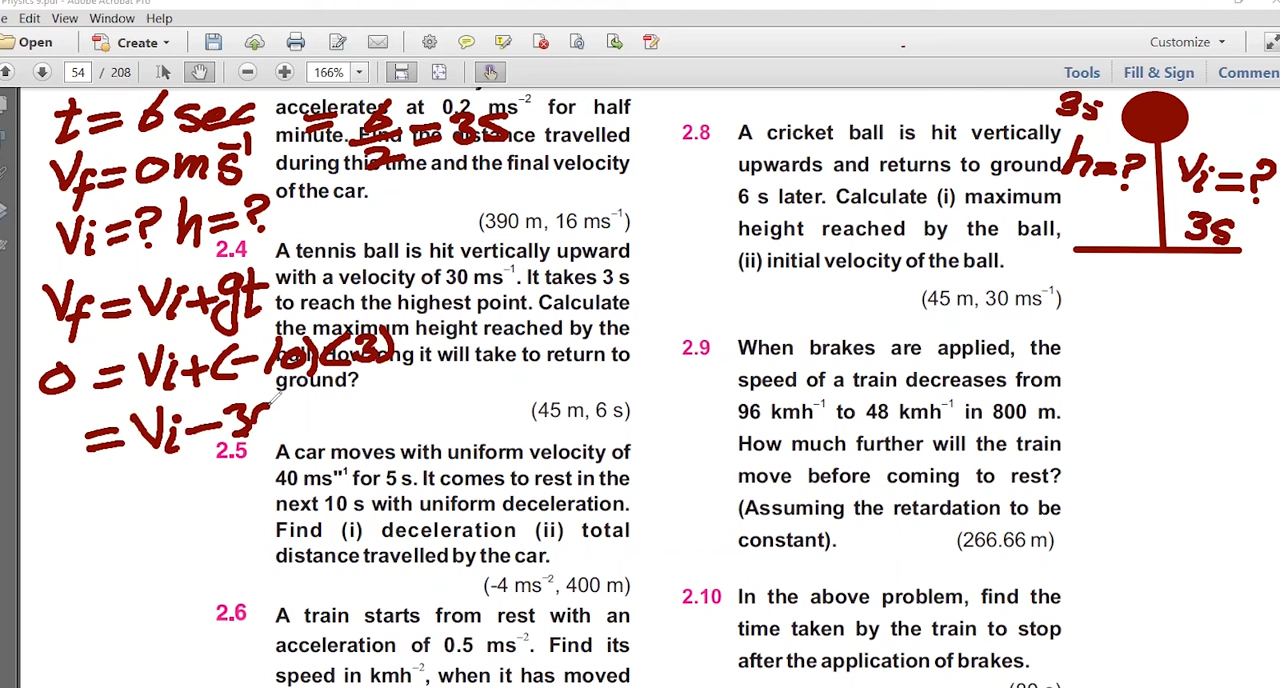 Physics 9.pdf - Adobe Acrobat Pro
Edit View Window Help
Open Create Customize
54 / 208 166% Tools Fill & Sign Comment
t = 6 sec = 6/2 = 3s
Vf = 0 m s⁻¹
Vi = ? h = ?
Vf = Vi + gt
0 = Vi + (-10)(3)
= Vi - 30
accelerates at 0.2 ms⁻² for half
minute. Find the distance travelled
during this time and the final velocity
of the car.
(390 m, 16 ms⁻¹)
2.4 A tennis ball is hit vertically upward
with a velocity of 30 ms⁻¹. It takes 3 s
to reach the highest point. Calculate
the maximum height reached by the
ball. How long it will take to return to
ground?
(45 m, 6 s)
2.5 A car moves with uniform velocity of
40 ms"¹ for 5 s. It comes to rest in the
next 10 s with uniform deceleration.
Find (i) deceleration (ii) total
distance travelled by the car.
(-4 ms⁻², 400 m)
2.6 A train starts from rest with an
acceleration of 0.5 ms⁻². Find its
speed in kmh⁻², when it has moved
3s
h = ? Vi = ?
3s
2.8 A cricket ball is hit vertically
upwards and returns to ground
6 s later. Calculate (i) maximum
height reached by the ball,
(ii) initial velocity of the ball.
(45 m, 30 ms⁻¹)
2.9 When brakes are applied, the
speed of a train decreases from
96 kmh⁻¹ to 48 kmh⁻¹ in 800 m.
How much further will the train
move before coming to rest?
(Assuming the retardation to be
constant). (266.66 m)
2.10 In the above problem, find the
time taken by the train to stop
after the application of brakes.